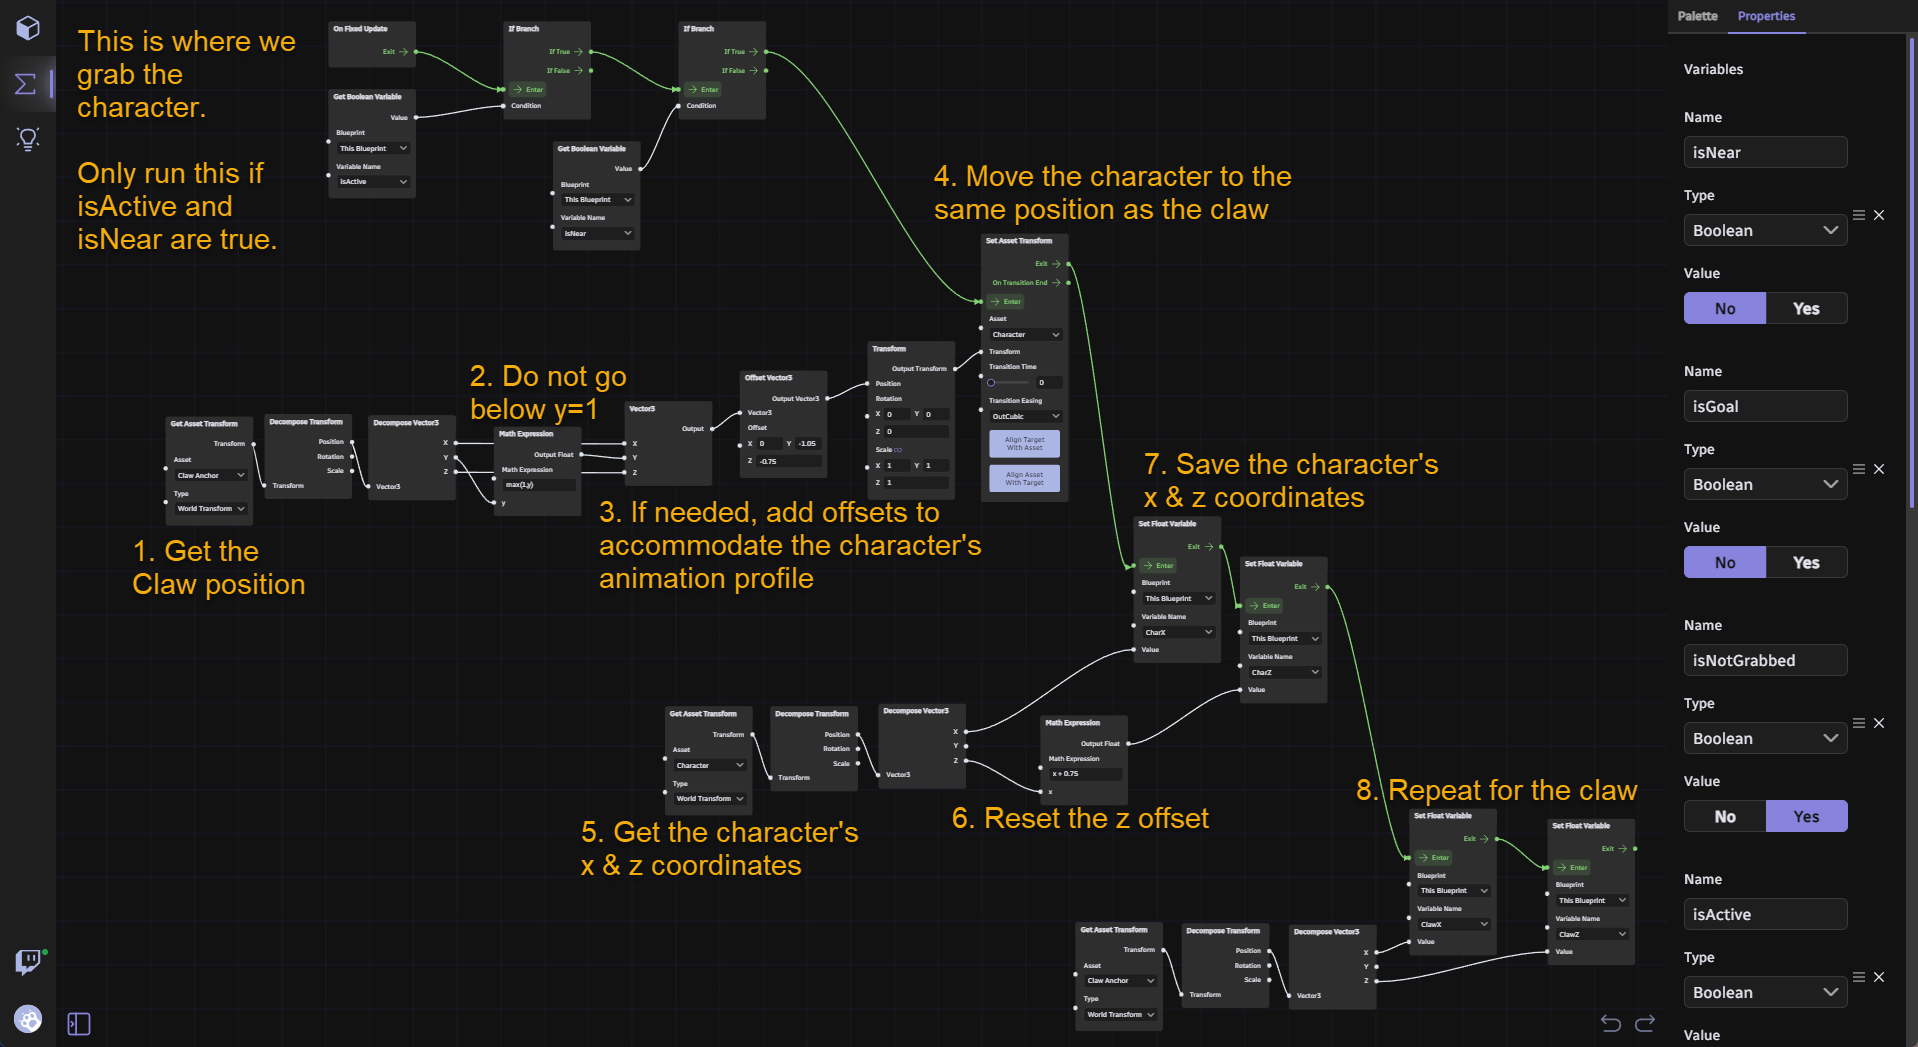 This is where we
grab the
character.
Only run this if
isActive and
isNear are true.
On Fixed Update
Exit
Get Boolean Variable
Value
Blueprint
This Blueprint
Variable Name
isActive
If Branch
If True
If False
Enter
Condition
If Branch
If True
If False
Enter
Condition
Get Boolean Variable
Value
Blueprint
This Blueprint
Variable Name
isNear
4. Move the character to the
same position as the claw
Set Asset Transform
Exit
On Transition End
Enter
Asset
Character
Transform
Transition Time
0
Transition Easing
OutCubic
Align Target
With Asset
Align Asset
With Target
Get Asset Transform
Transform
Asset
Claw Anchor
Type
World Transform
1. Get the
Claw position
Decompose Transform
Position
Rotation
Scale
Transform
Decompose Vector3
X
Y
Z
Vector3
2. Do not go
below y=1
Math Expression
Output Float
Math Expression
max(1,y)
y
Vector3
Output
X
Y
Z
Offset Vector3
Output Vector3
Vector3
Offset
X 0 Y -1.05
Z -0.75
3. If needed, add offsets to
accommodate the character's
animation profile
Transform
Output Transform
Position
Rotation
X 0 Y 0
Z 0
Scale
X 1 Y 1
Z 1
7. Save the character's
x & z coordinates
Set Float Variable
Exit
Enter
Blueprint
This Blueprint
Variable Name
CharX
Value
Set Float Variable
Exit
Enter
Blueprint
This Blueprint
Variable Name
CharZ
Value
Get Asset Transform
Transform
Asset
Character
Type
World Transform
5. Get the character's
x & z coordinates
Decompose Transform
Position
Rotation
Scale
Transform
Decompose Vector3
X
Y
Z
Vector3
Math Expression
Output Float
Math Expression
x + 0.75
x
6. Reset the z offset
8. Repeat for the claw
Set Float Variable
Exit
Enter
Blueprint
This Blueprint
Variable Name
ClawX
Value
Set Float Variable
Exit
Enter
Blueprint
This Blueprint
Variable Name
ClawZ
Value
Get Asset Transform
Transform
Asset
Claw Anchor
Type
World Transform
Decompose Transform
Position
Rotation
Scale
Transform
Decompose Vector3
X
Y
Z
Vector3
Palette Properties
Variables
Name
isNear
Type
Boolean
Value
No Yes
Name
isGoal
Type
Boolean
Value
No Yes
Name
isNotGrabbed
Type
Boolean
Value
No Yes
Name
isActive
Type
Boolean
Value